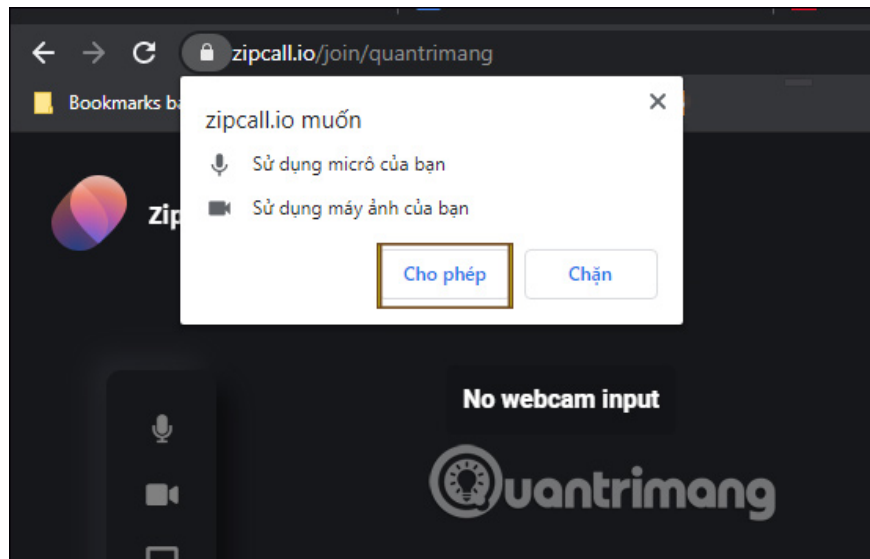 zipcall.io/join/quantrimang
Bookmarks ba
zipcall.io muốn
Sử dụng micrô của bạn
Zip
Sử dụng máy ảnh của bạn
Cho phép
Chặn
No webcam input
Quantrimang